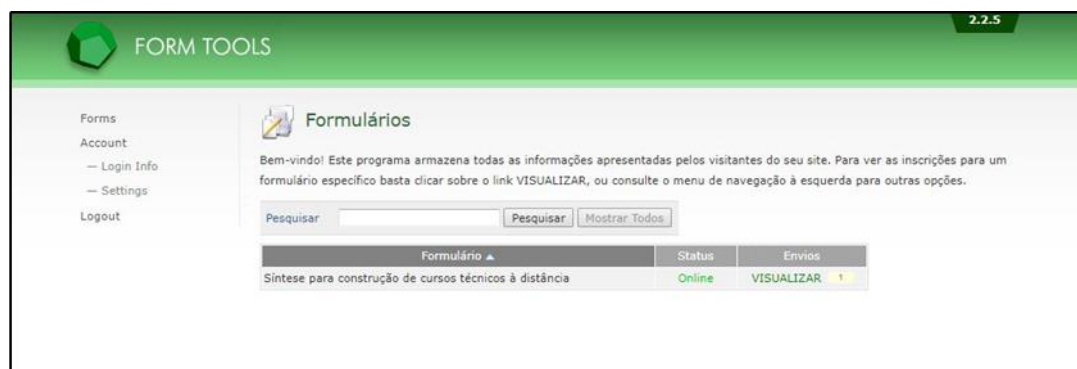 2.2.5
FORM TOOLS
Forms
Account
— Login Info
— Settings
Logout
Formulários
Bem-vindo! Este programa armazena todas as informações apresentadas pelos visitantes do seu site. Para ver as inscrições para um
formulário específico basta clicar sobre o link VISUALIZAR, ou consulte o menu de navegação à esquerda para outras opções.
Pesquisar Pesquisar Mostrar Todos
Formulário Status Envios
Síntese para construção de cursos técnicos à distância Online VISUALIZAR 1